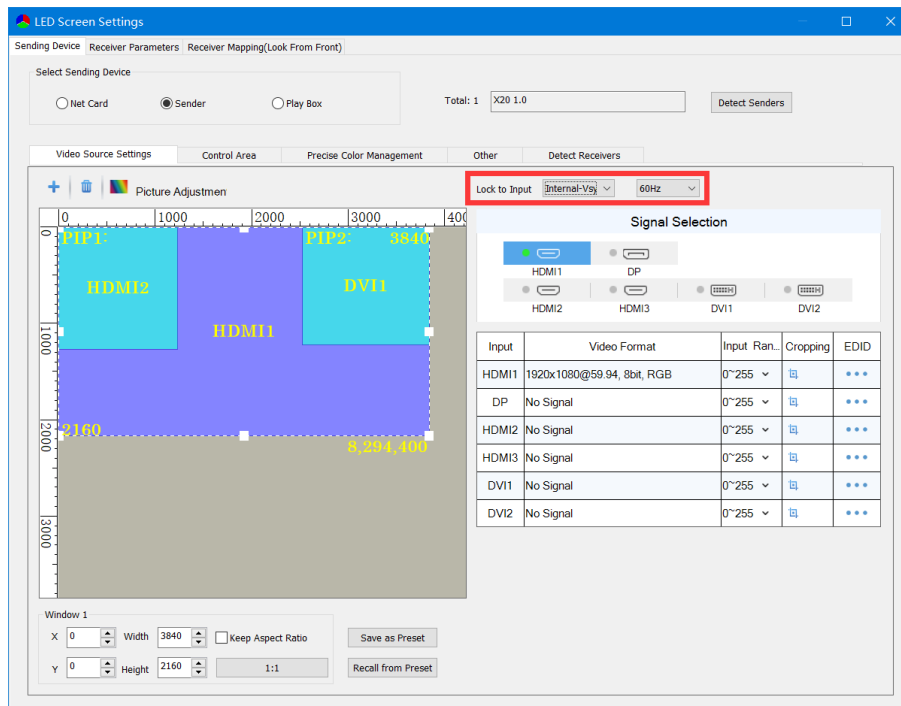 LED Screen Settings
Sending Device Receiver Parameters Receiver Mapping(Look From Front)
Select Sending Device
Net Card Sender Play Box
Total: 1 X20 1.0 Detect Senders
Video Source Settings Control Area Precise Color Management Other Detect Receivers
Picture Adjustmen
Lock to Input Internal-Vsy 60Hz
0 1000 2000 3000 400
0 1000 2000 3000
PIP1: PIP2: 3840
HDMI2 DVI1
HDMI1
2160
8,294,400
Signal Selection
HDMI1 DP
HDMI2 HDMI3 DVI1 DVI2
Input Video Format Input Ran... Cropping EDID
HDMI1 1920x1080@59.94, 8bit, RGB 0~255
DP No Signal 0~255
HDMI2 No Signal 0~255
HDMI3 No Signal 0~255
DVI1 No Signal 0~255
DVI2 No Signal 0~255
Window 1
X 0 Width 3840 Keep Aspect Ratio Save as Preset
Y 0 Height 2160 1:1 Recall from Preset